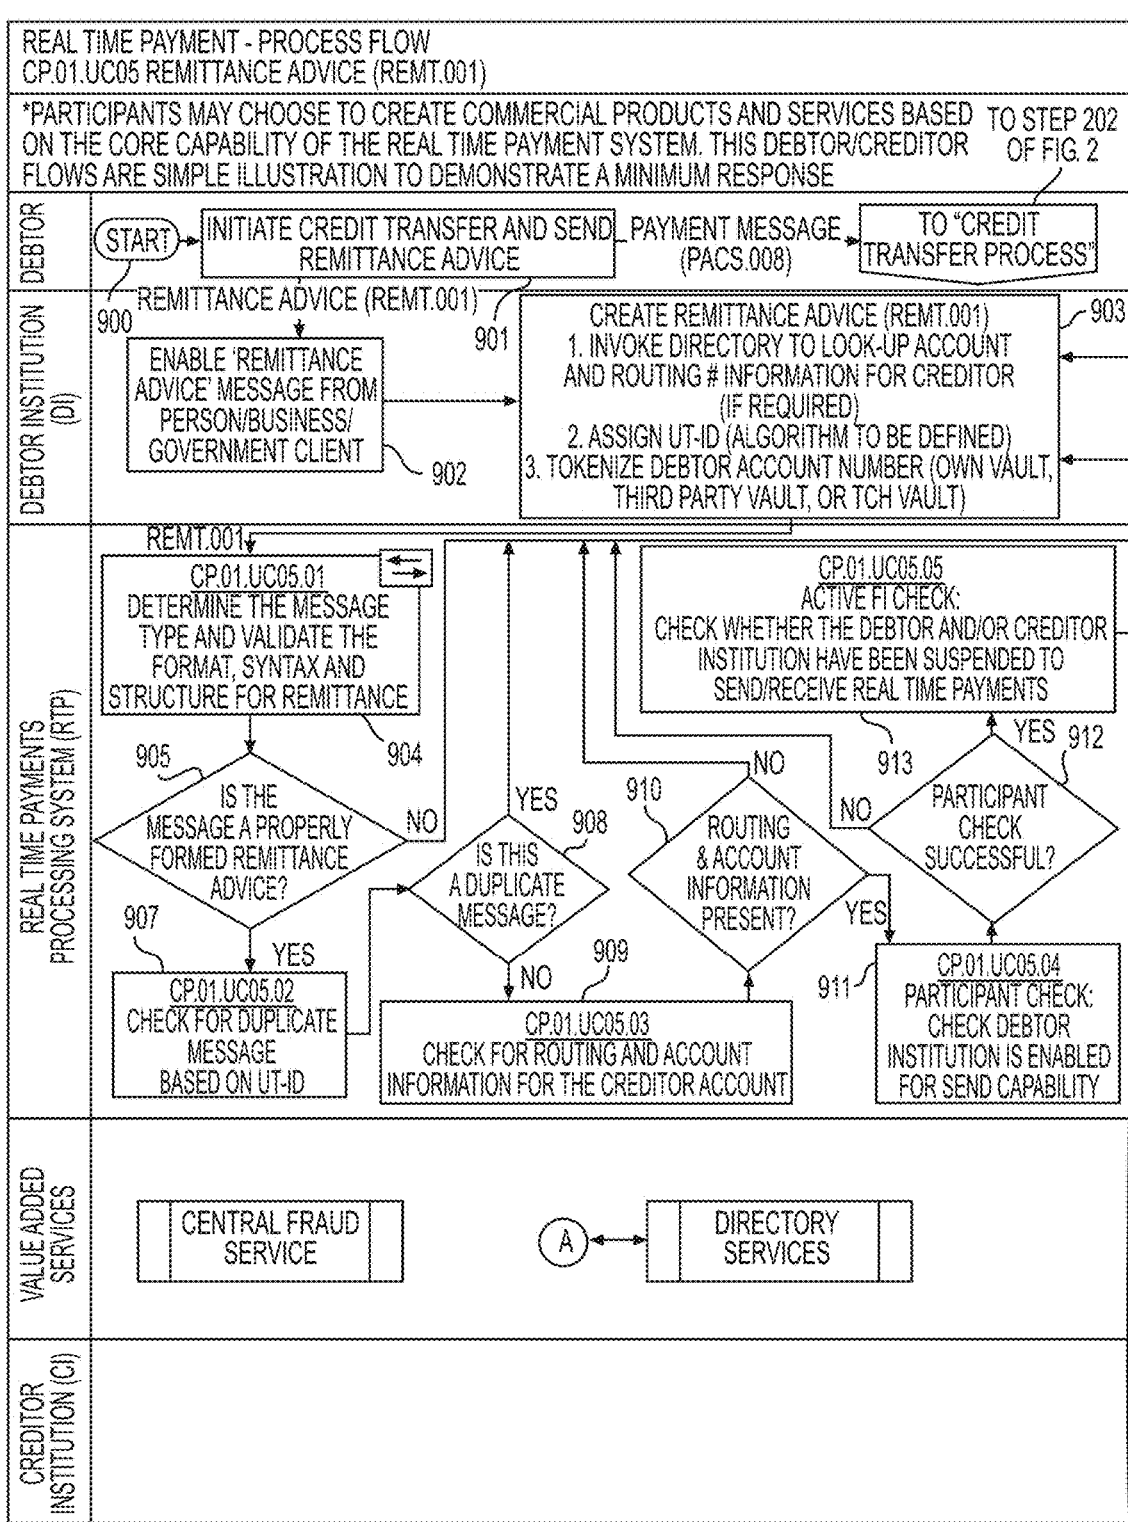 REAL TIME PAYMENT - PROCESS FLOW
CP.01.UC05 REMITTANCE ADVICE (REMT.001)
*PARTICIPANTS MAY CHOOSE TO CREATE COMMERCIAL PRODUCTS AND SERVICES BASED
ON THE CORE CAPABILITY OF THE REAL TIME PAYMENT SYSTEM. THIS DEBTOR/CREDITOR
FLOWS ARE SIMPLE ILLUSTRATION TO DEMONSTRATE A MINIMUM RESPONSE
TO STEP 202
OF FIG. 2
DEBTOR
START
900
INITIATE CREDIT TRANSFER AND SEND
REMITTANCE ADVICE
901
PAYMENT MESSAGE
(PACS.008)
TO "CREDIT
TRANSFER PROCESS"
DEBTOR INSTITUTION
(DI)
REMITTANCE ADVICE (REMT.001)
ENABLE 'REMITTANCE
ADVICE' MESSAGE FROM
PERSON/BUSINESS/
GOVERNMENT CLIENT
902
CREATE REMITTANCE ADVICE (REMT.001)
1. INVOKE DIRECTORY TO LOOK-UP ACCOUNT
AND ROUTING # INFORMATION FOR CREDITOR
(IF REQUIRED)
2. ASSIGN UT-ID (ALGORITHM TO BE DEFINED)
3. TOKENIZE DEBTOR ACCOUNT NUMBER (OWN VAULT,
THIRD PARTY VAULT, OR TCH VAULT)
903
REAL TIME PAYMENTS
PROCESSING SYSTEM (RTP)
REMT.001
CP.01.UC05.01
DETERMINE THE MESSAGE
TYPE AND VALIDATE THE
FORMAT, SYNTAX AND
STRUCTURE FOR REMITTANCE
904
905
IS THE
MESSAGE A PROPERLY
FORMED REMITTANCE
ADVICE?
NO
YES
907
CP.01.UC05.02
CHECK FOR DUPLICATE
MESSAGE
BASED ON UT-ID
YES
908
IS THIS
A DUPLICATE
MESSAGE?
NO
909
CP.01.UC05.03
CHECK FOR ROUTING AND ACCOUNT
INFORMATION FOR THE CREDITOR ACCOUNT
NO
910
ROUTING
& ACCOUNT
INFORMATION
PRESENT?
YES
911
CP.01.UC05.04
PARTICIPANT CHECK:
CHECK DEBTOR
INSTITUTION IS ENABLED
FOR SEND CAPABILITY
NO
PARTICIPANT
CHECK
SUCCESSFUL?
912
YES
913
CP.01.UC05.05
ACTIVE FI CHECK:
CHECK WHETHER THE DEBTOR AND/OR CREDITOR
INSTITUTION HAVE BEEN SUSPENDED TO
SEND/RECEIVE REAL TIME PAYMENTS
VALUE ADDED
SERVICES
CENTRAL FRAUD
SERVICE
A
DIRECTORY
SERVICES
CREDITOR
INSTITUTION (CI)